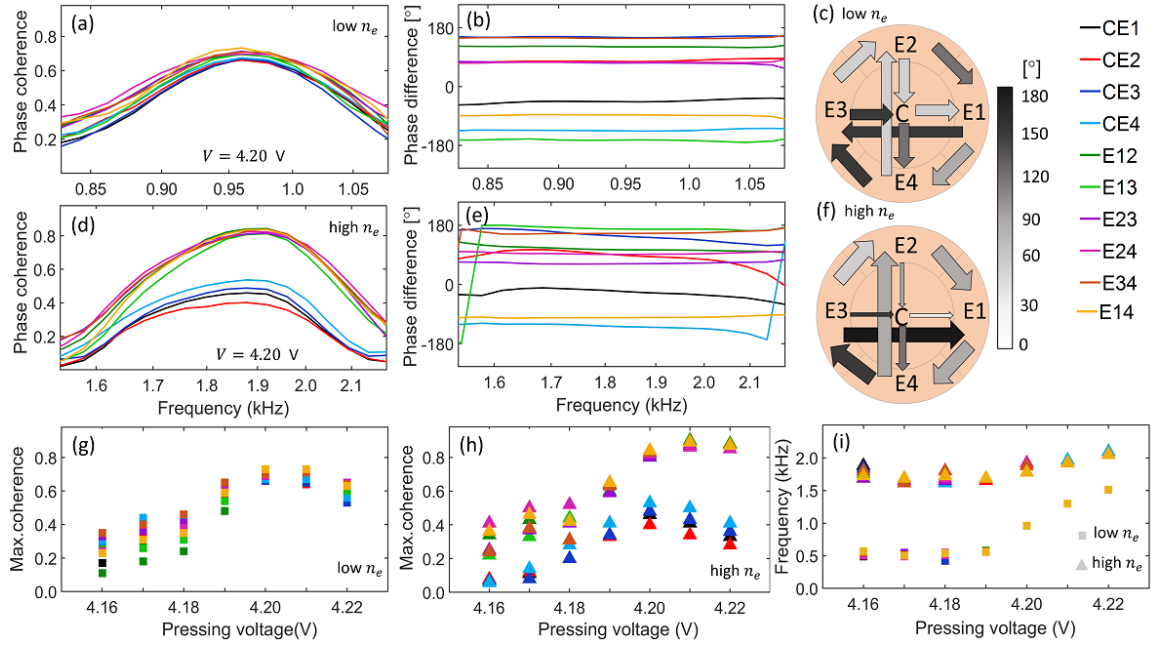 (a)
low nₑ
Phase coherence
0.8
0.6
0.4
0.2
V = 4.20 V
0.85 0.90 0.95 1.0 1.05
(b)
Phase difference [°]
180
0
-180
0.85 0.90 0.95 1.0 1.05
(c) low nₑ
E2
E3 C E1
E4
[°]
180
150
120
90
60
30
0
CE1
CE2
CE3
CE4
E12
E13
E23
E24
E34
E14
(d)
high nₑ
Phase coherence
0.8
0.6
0.4
0.2
V = 4.20 V
1.6 1.7 1.8 1.9 2.0 2.1
Frequency (kHz)
(e)
Phase difference [°]
180
0
-180
1.6 1.7 1.8 1.9 2.0 2.1
Frequency (kHz)
(f) high nₑ
E2
E3 C E1
E4
(g)
Max.coherence
0.8
0.6
0.4
0.2
0.0
low nₑ
4.16 4.18 4.20 4.22
Pressing voltage(V)
(h)
Max.coherence
0.8
0.6
0.4
0.2
0.0
high nₑ
4.16 4.18 4.20 4.22
Pressing voltage (V)
(i)
Frequency (kHz)
2.0
1.5
1.0
0.5
0.0
low nₑ
high nₑ
4.16 4.18 4.20 4.22
Pressing voltage (V)